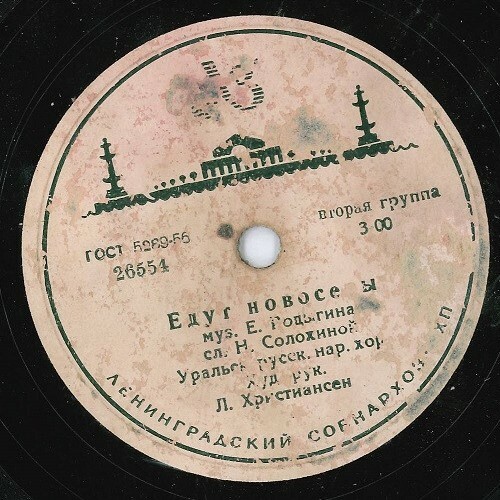 ГОСТ 5289-56
26554
вторая группа
3 00
Едут новосе ы
муз. Е. Родыгина
сл. Н. Солохиной
Уральск русск. нар. хор
Худ рук.
Л. Христиансен
ЛЕНИНГРАДСКИЙ СОВНАРХОЗ ХП